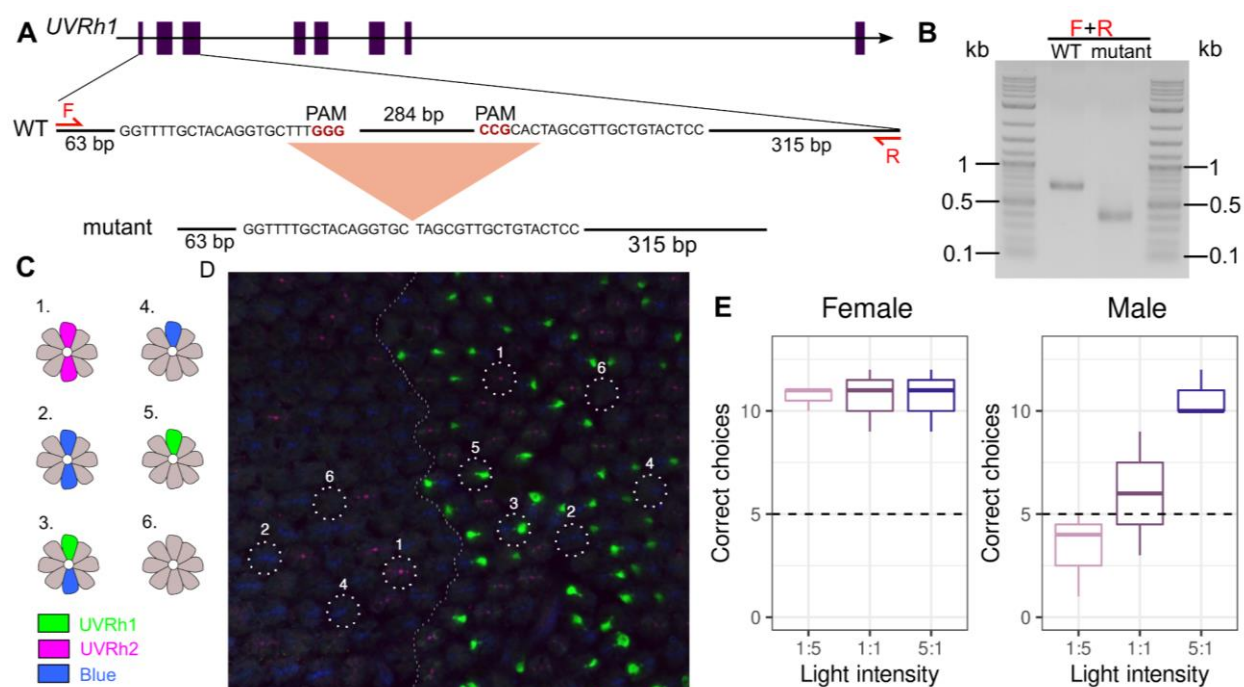 A
UVRh1
F
PAM
284 bp
PAM
WT
GGTTTTGCTACAGGTGCTTTGGG
CCGCACTAGCGTTGCTGTACTCC
63 bp
315 bp
R
mutant
GGTTTTGCTACAGGTGC TAGCGTTGCTGTACTCC
63 bp
315 bp
B
F+R
kb
WT
mutant
kb
1
1
0.5
0.5
0.1
0.1
C
1.
4.
2.
5.
3.
6.
UVRh1
UVRh2
Blue
D
1
6
5
4
6
3
2
2
1
4
E
Female
Male
Correct choices
10
5
0
1:5
1:1
5:1
Light intensity
Correct choices
10
5
0
1:5
1:1
5:1
Light intensity